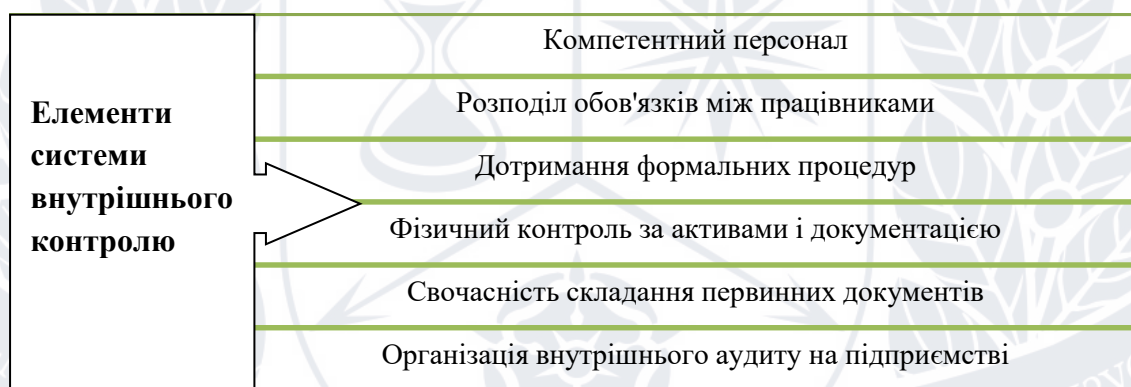 Елементи
системи
внутрішнього
контролю
Компетентний персонал
Розподіл обов'язків між працівниками
Дотримання формальних процедур
Фізичний контроль за активами і документацією
Свочасність складання первинних документів
Організація внутрішнього аудиту на підприємстві